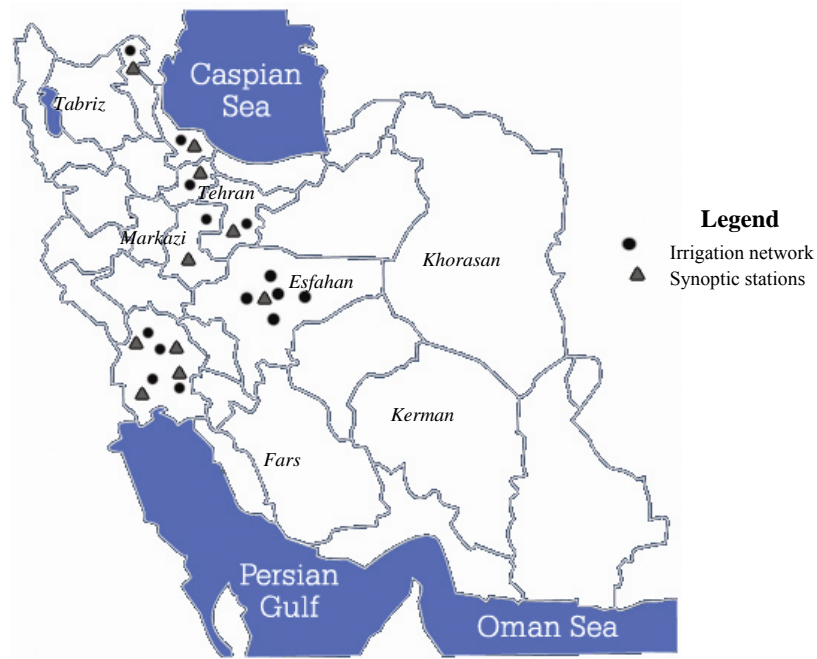 Caspian
Sea
Tabriz
Tehran
Legend
Markazi
Irrigation network
Khorasan
Synoptic stations
Esfahan
Kerman
Fars
Persian
Gulf
Oman Sea